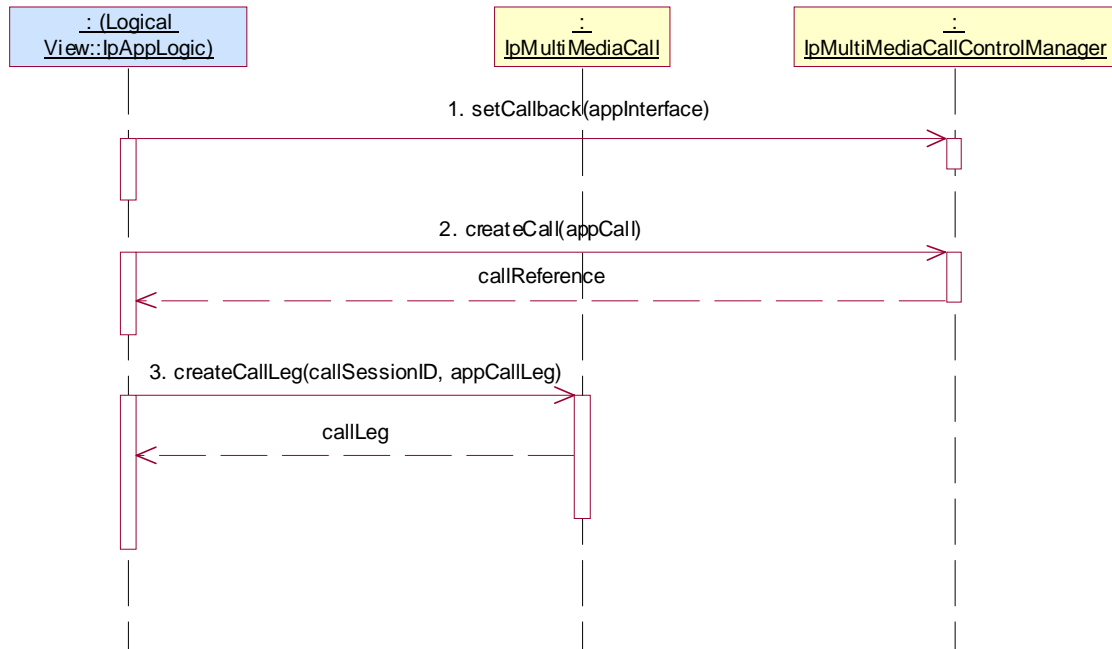 : (Logical
View::IpAppLogic)
:
IpMultiMediaCall
:
IpMultiMediaCallControlManager
1. setCallback(appInterface)
2. createCall(appCall)
callReference
3. createCallLeg(callSessionID, appCallLeg)
callLeg